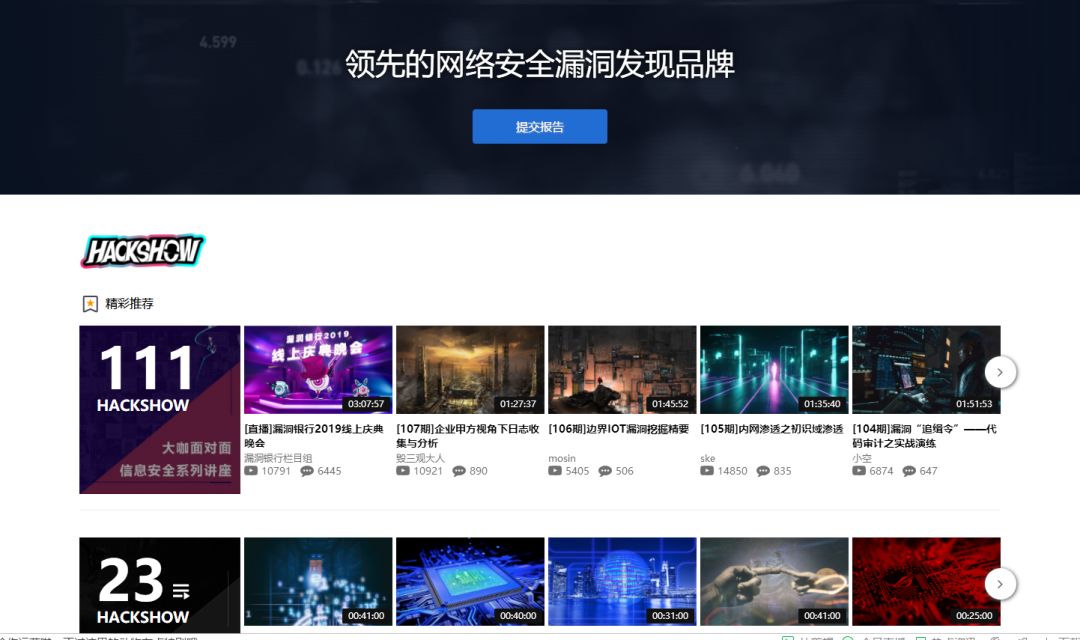 4.599
0.126
领先的网络安全漏洞发现品牌
提交报告
HACKSHOW
精彩推荐
111
HACKSHOW
大咖面对面
信息安全系列讲座
漏洞银行2019
线上庆典晚会
03:07:57
[直播]漏洞银行2019线上庆典
晚会
漏洞银行栏目组
10791 6445
01:27:37
[107期]企业甲方视角下日志收
集与分析
毁三观大人
10921 890
01:45:52
[106期]边界IOT漏洞挖掘精要
mosin
5405 506
01:35:40
[105期]内网渗透之初识域渗透
ske
14850 835
01:51:53
[104期]漏洞“追缉令”——代
码审计之实战演练
小空
6874 647
23
HACKSHOW
00:41:00
00:40:00
00:31:00
00:41:00
00:25:00